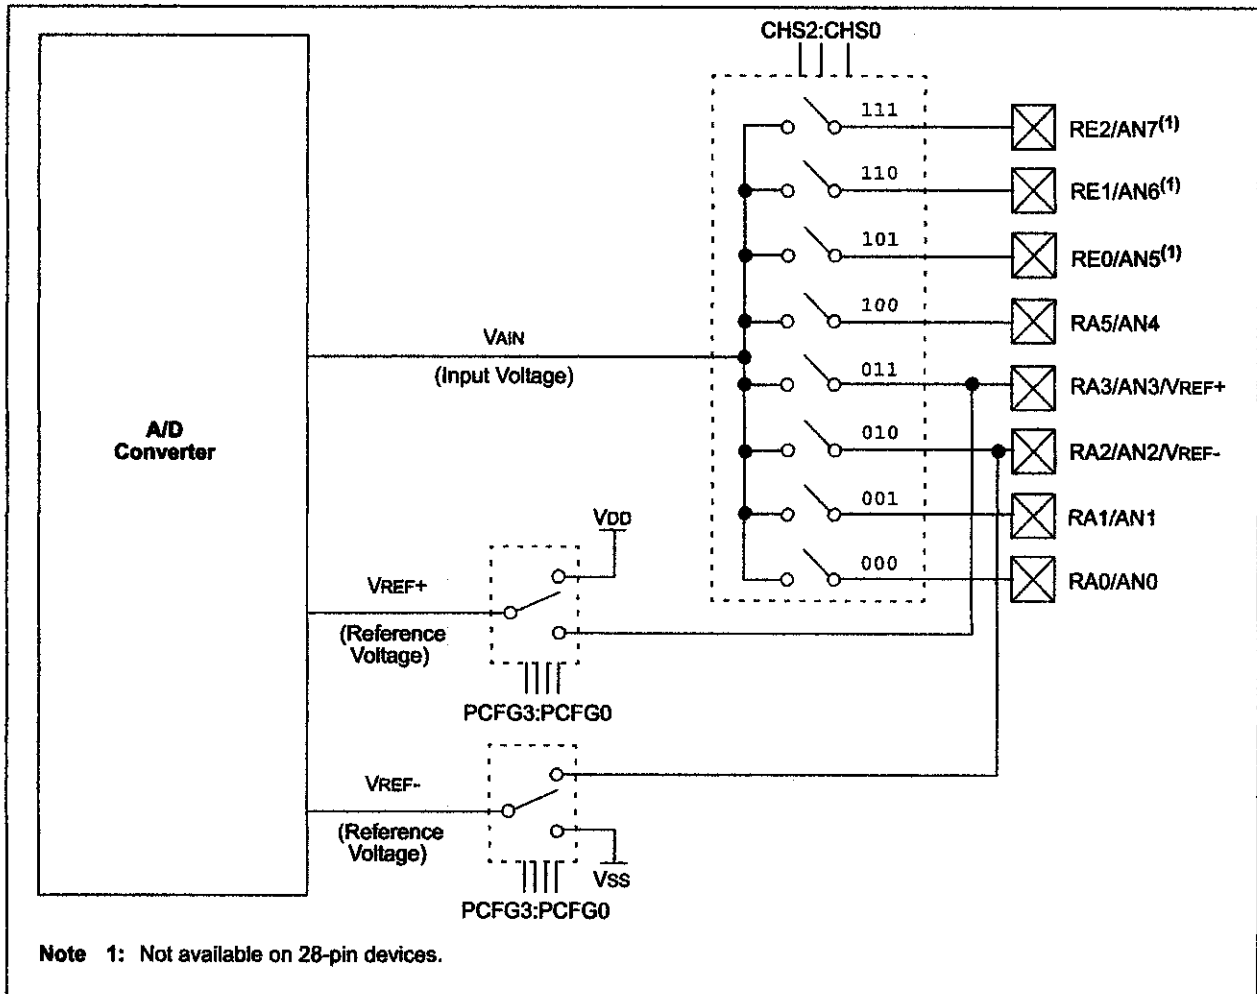 CHS2:CHS0
111
RE2/AN7(1)
110
RE1/AN6(1)
101
RE0/AN5(1)
100
RA5/AN4
VAIN
(Input Voltage)
011
RA3/AN3/VREF+
A/D
Converter
010
RA2/AN2/VREF-
001
RA1/AN1
VDD
000
RA0/AN0
VREF+
(Reference
Voltage)
PCFG3:PCFG0
VREF-
(Reference
Voltage)
VSS
PCFG3:PCFG0
Note 1: Not available on 28-pin devices.